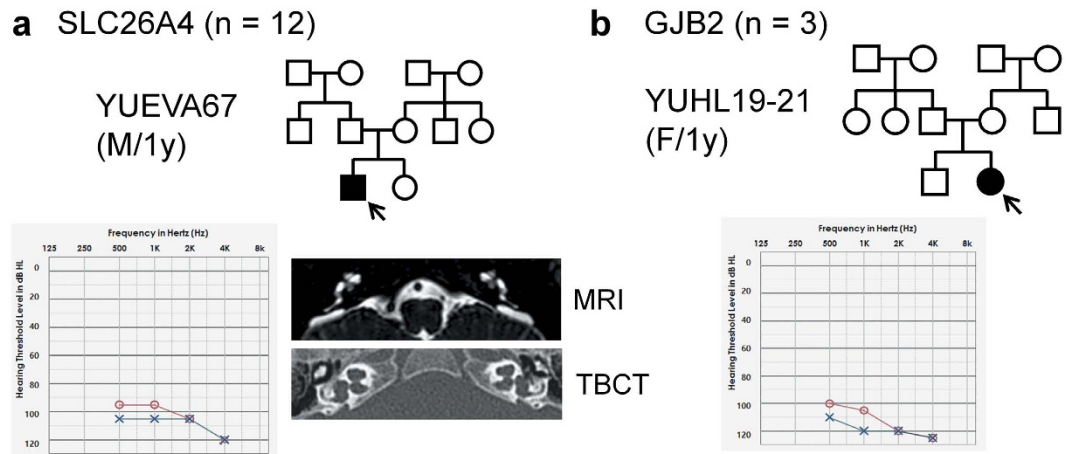 a SLC26A4 (n = 12)
YUEVA67
(M/1y)
Frequency in Hertz (Hz)
125 250 500 1K 2K 4K 8k
Hearing Threshold Level in dB HL
0
20
40
60
80
100
120
MRI
TBCT
b GJB2 (n = 3)
YUHL19-21
(F/1y)
Frequency in Hertz (Hz)
125 250 500 1K 2K 4K 8k
Hearing Threshold Level in dB HL
0
20
40
60
80
100
120